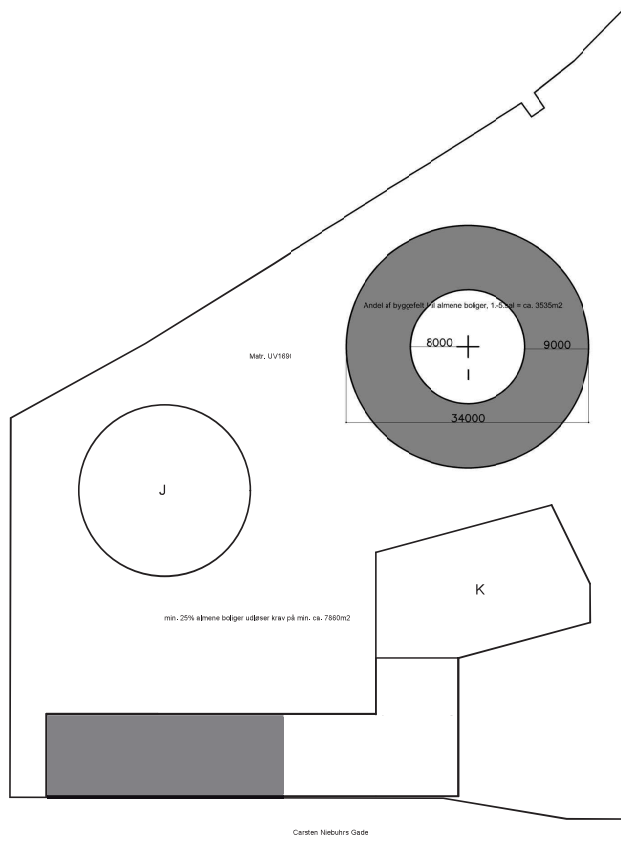 Andel af byggefelt I til almene boliger, 1.-5.sal = ca. 3535m2
8000
9000
I
Matr. UV169
34000
J
K
min. 25% almene boliger udløser krav på min. ca. 7860m2
Carsten Niebuhrs Gade